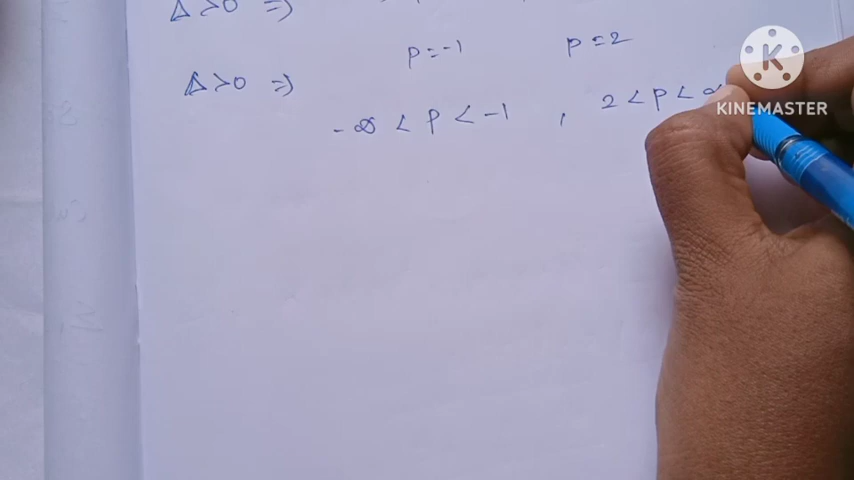 Δ>0 ⇒
p=-1 p=2
Δ>0 ⇒
-∞ < p < -1 , 2 < p < ∞
KINEMASTER